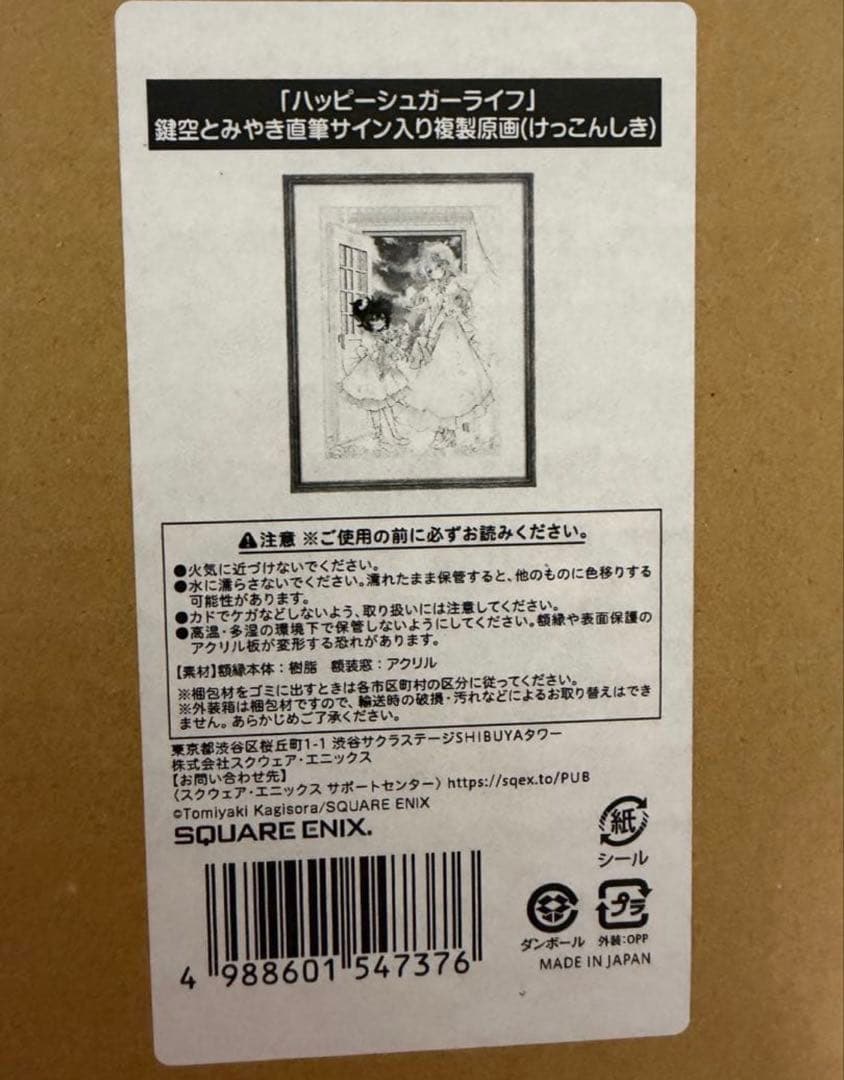 「ハッピーシュガーライフ」
鍵空とみやき直筆サイン入り複製原画(けっこんしき)
⚠注意 ※ご使用の前に必ずお読みください。
●火気に近づけないでください。
●水に濡らさないでください。濡れたまま保管すると、他のものに色移りする
可能性があります。
●カドでケガなどしないよう、取り扱いには注意してください。
●高温・多湿の環境下で保管しないようにしてください。額縁や表面保護の
アクリル板が変形する恐れがあります。
【素材】額縁本体：樹脂 額装窓：アクリル
※梱包材をゴミに出すときは各市区町村の区分に従ってください。
※外装箱は梱包材ですので、輸送時の破損・汚れなどによるお取り替えはでき
ません。あらかじめご了承ください。
東京都渋谷区桜丘町1-1 渋谷サクラステージSHIBUYAタワー
株式会社スクウェア・エニックス
【お問い合わせ先】
〈スクウェア・エニックス サポートセンター〉https://sqex.to/PUB
©Tomiyaki Kagisora/SQUARE ENIX
SQUARE ENIX.
紙
シール
プラ
ダンボール 外装:OPP
MADE IN JAPAN
4 988601 547376